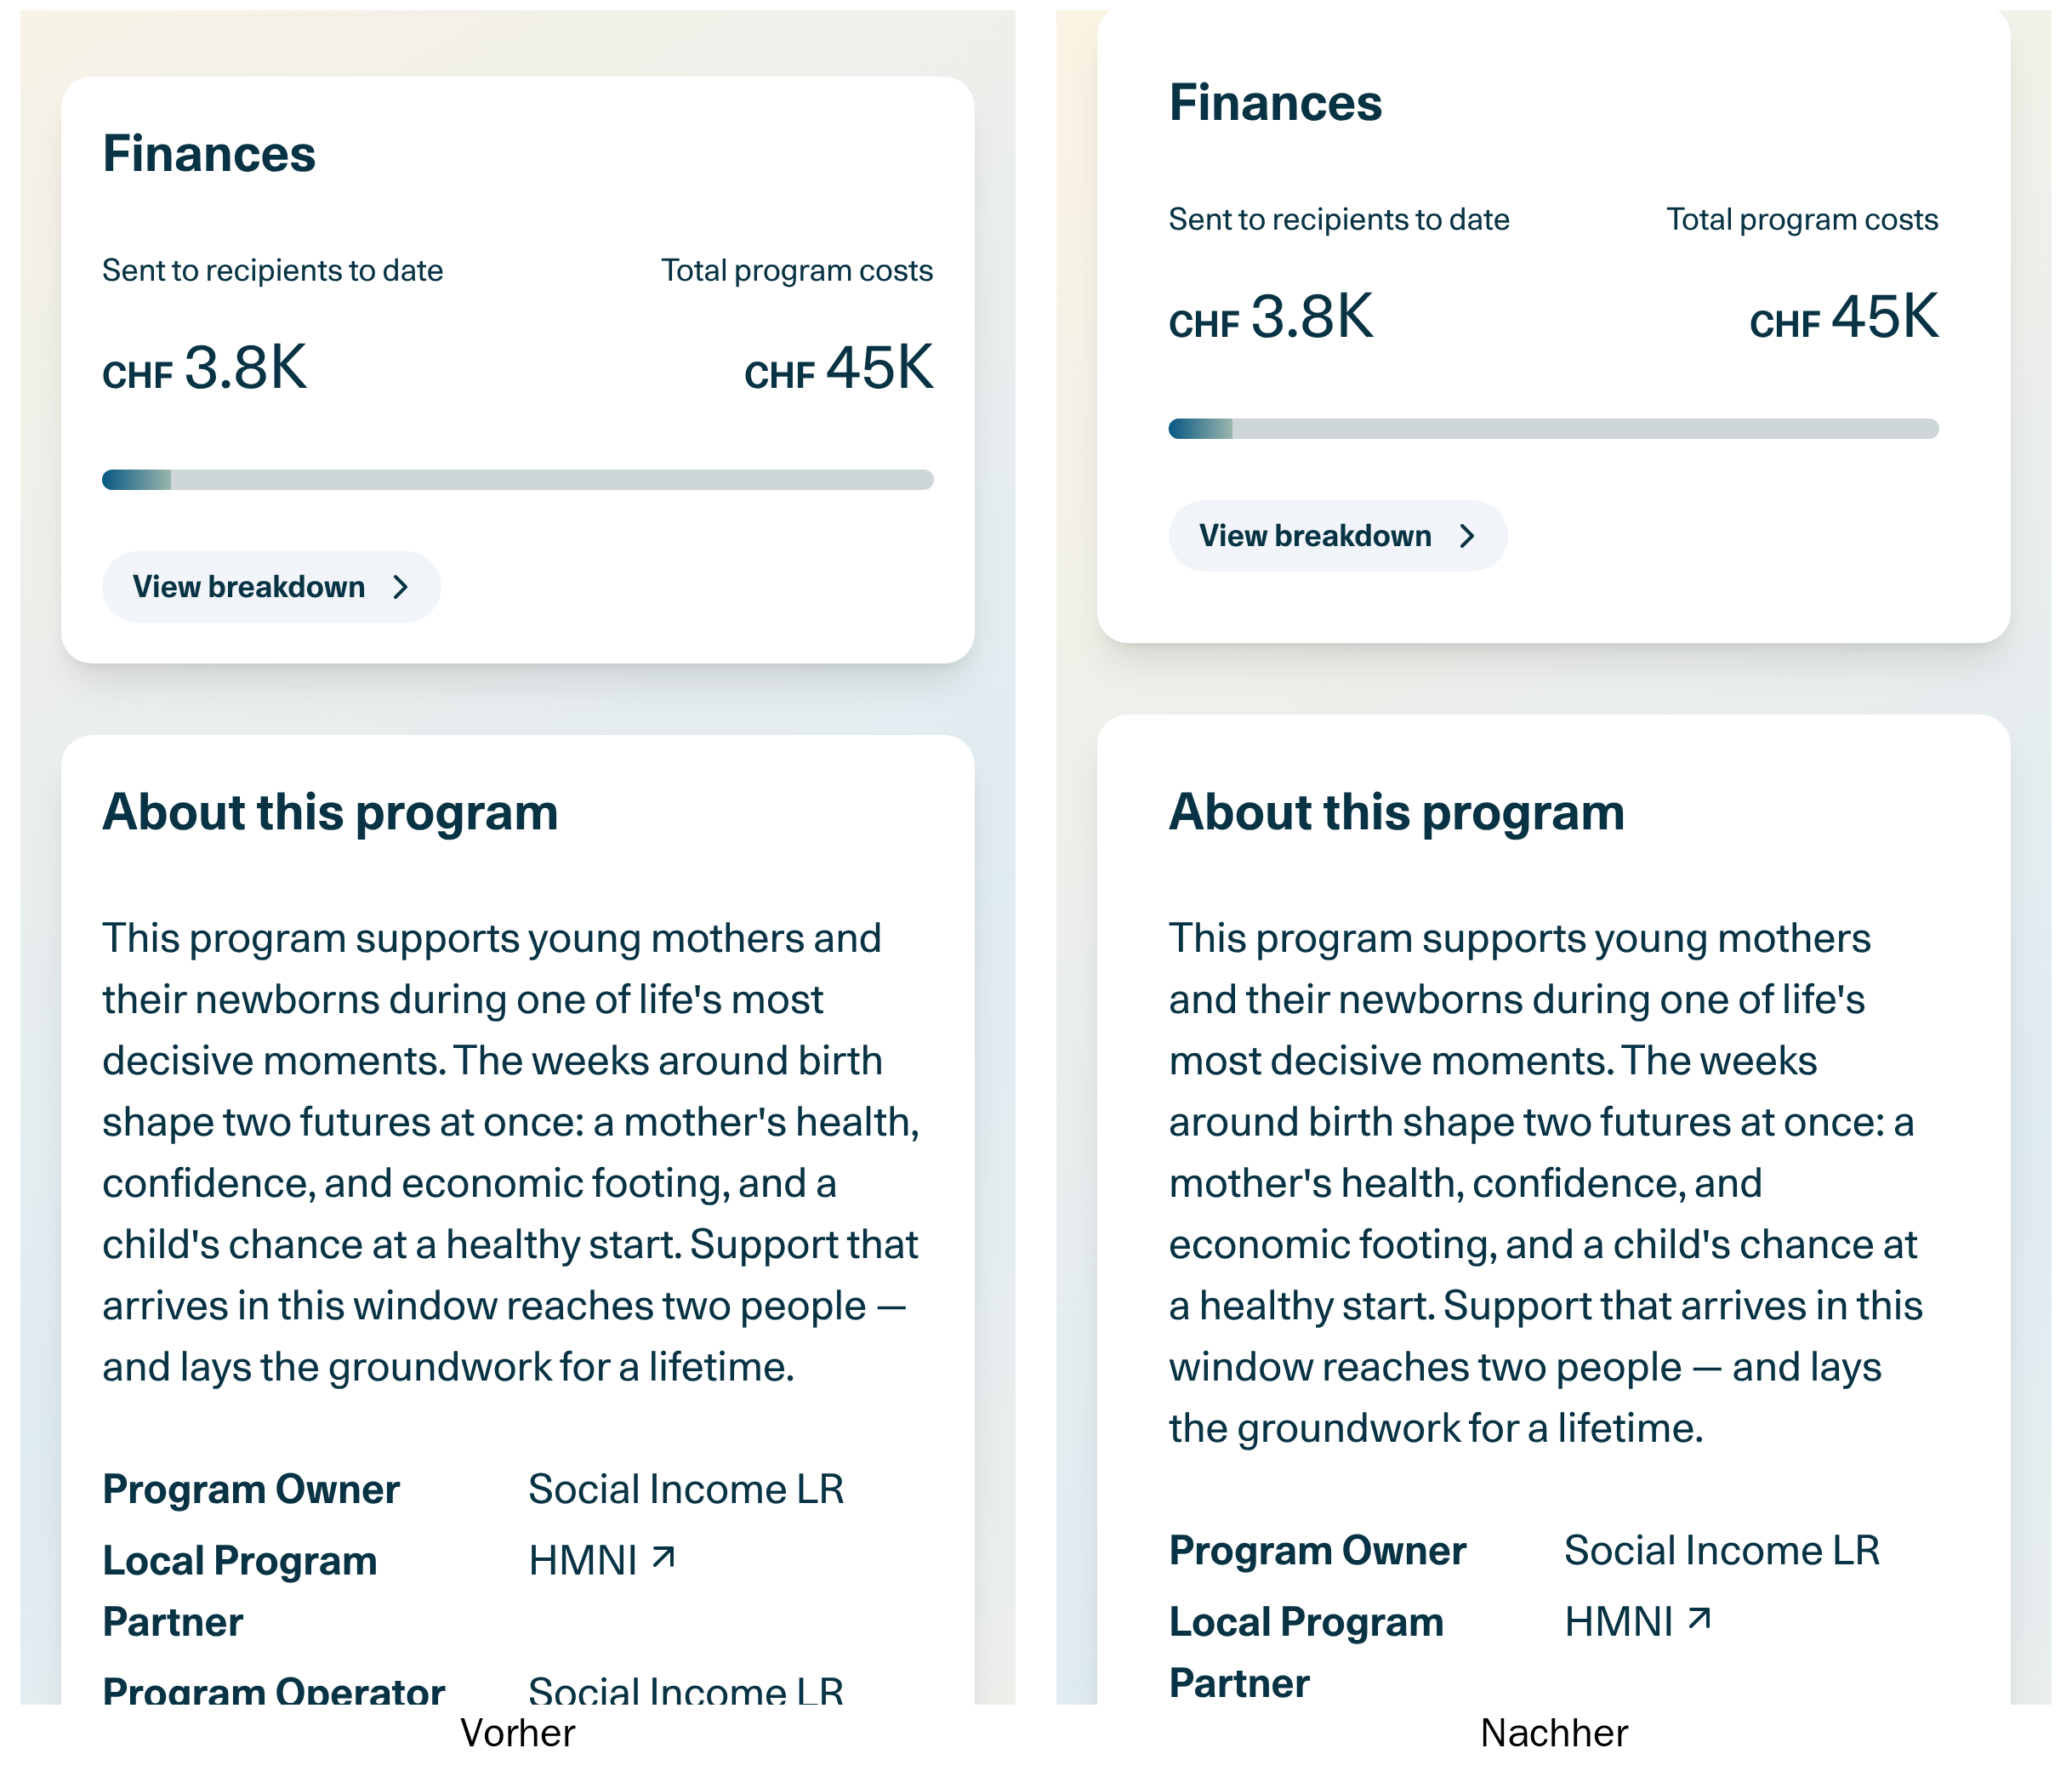 Finances
Sent to recipients to date
Total program costs
CHF 3.8K
CHF 45K
View breakdown
About this program
This program supports young mothers and
their newborns during one of life's most
decisive moments. The weeks around birth
shape two futures at once: a mother's health,
confidence, and economic footing, and a
child's chance at a healthy start. Support that
arrives in this window reaches two people —
and lays the groundwork for a lifetime.
Program Owner
Social Income LR
Local Program
Partner
HMNI
Program Operator
Social Income LR
Vorher
Finances
Sent to recipients to date
Total program costs
CHF 3.8K
CHF 45K
View breakdown
About this program
This program supports young mothers
and their newborns during one of life's
most decisive moments. The weeks
around birth shape two futures at once: a
mother's health, confidence, and
economic footing, and a child's chance at
a healthy start. Support that arrives in this
window reaches two people — and lays
the groundwork for a lifetime.
Program Owner
Social Income LR
Local Program
Partner
HMNI
Nachher